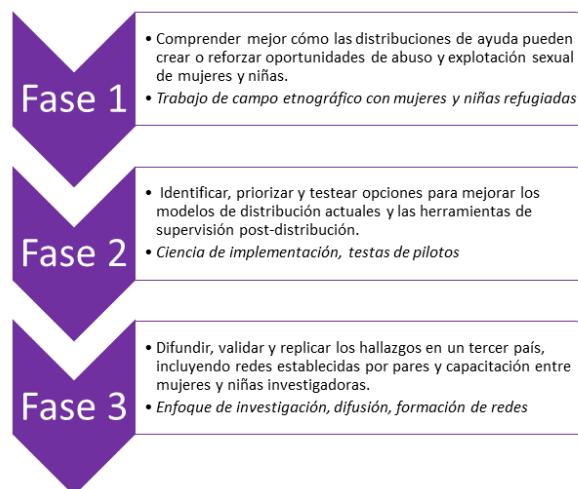 Fase 1
• Comprender mejor cómo las distribuciones de ayuda pueden
crear o reforzar oportunidades de abuso y explotación sexual
de mujeres y niñas.
• Trabajo de campo etnográfico con mujeres y niñas refugiadas
Fase 2
• Identificar, priorizar y testear opciones para mejorar los
modelos de distribución actuales y las herramientas de
supervisión post-distribución.
• Ciencia de implementación, testas de pilotos
Fase 3
• Difundir, validar y replicar los hallazgos en un tercer país,
incluyendo redes establecidas por pares y capacitación entre
mujeres y niñas investigadoras.
• Enfoque de investigación, difusión, formación de redes